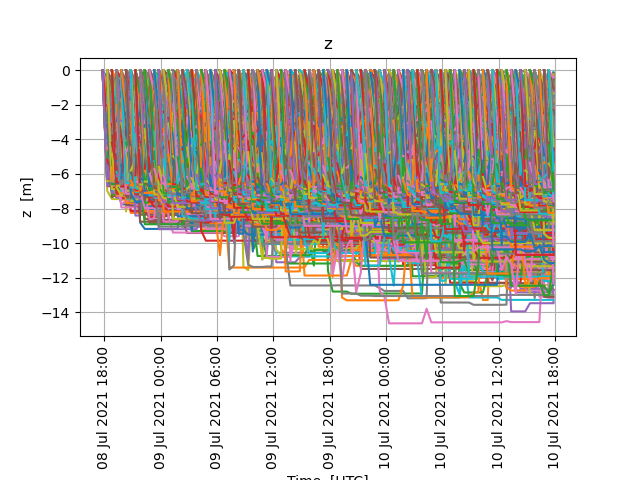 z
0
−2
−4
−6
−8
−10
−12
−14
z [m]
08 Jul 2021 18:00
09 Jul 2021 00:00
09 Jul 2021 06:00
09 Jul 2021 12:00
09 Jul 2021 18:00
10 Jul 2021 00:00
10 Jul 2021 06:00
10 Jul 2021 12:00
10 Jul 2021 18:00
Time [UTC]